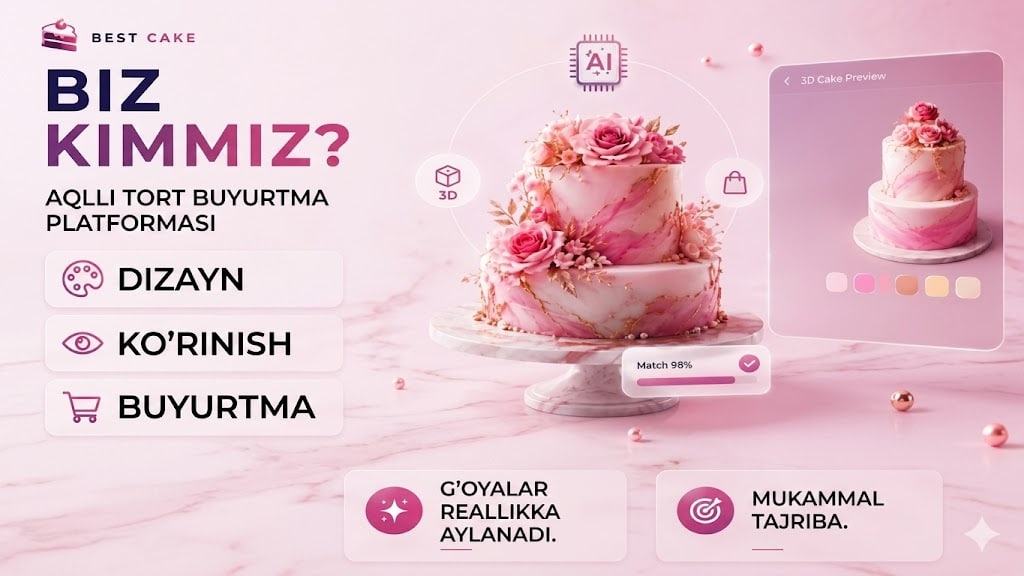 BEST CAKE
BIZ
KIMMIZ?
AQLLI TORT BUYURTMA
PLATFORMASI
DIZAYN
KO’RINISH
BUYURTMA
AI
3D
3D Cake Preview
Match 98%
G’OYALAR
REALLIKKA
AYLANADI.
MUKAMMAL
TAJRIBA.